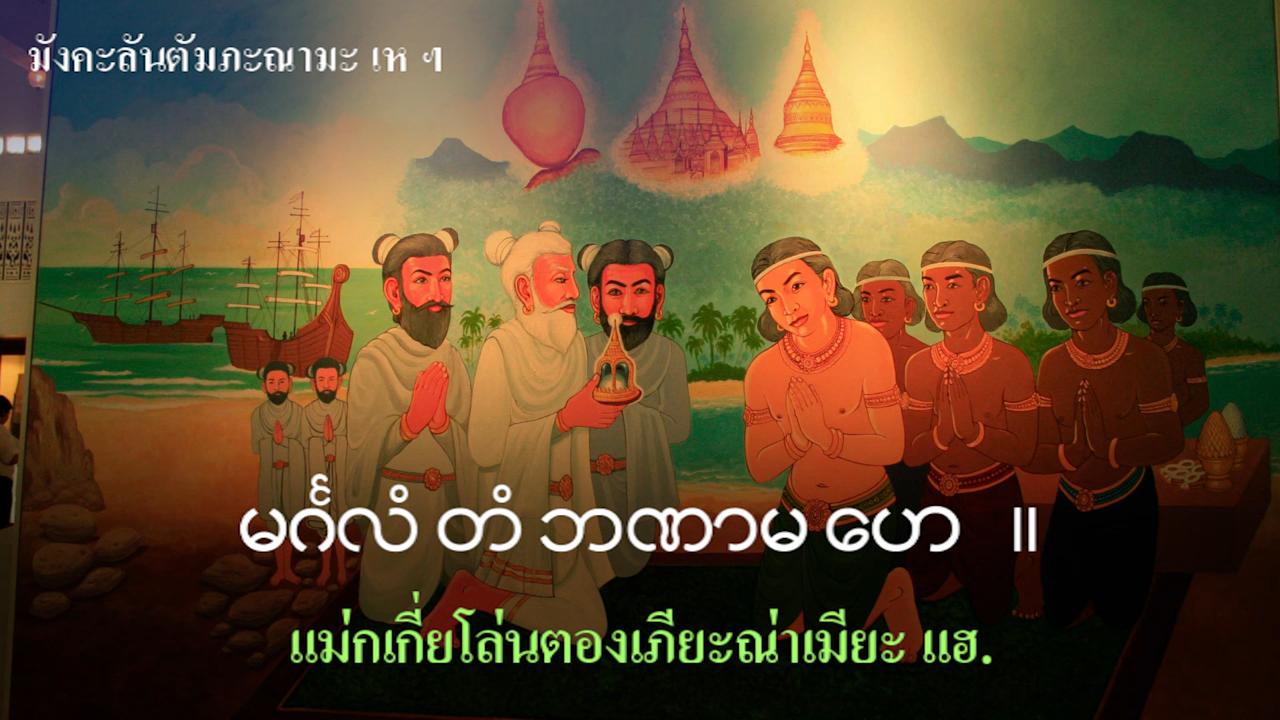 มังคะลันตัมภะณามะ เห ฯ
မင်္ဂလံ တံ ဘဏာမ ဟေ ။
แม่กเกี่ยโล่นตองเภียะณ่าเมียะ แฮ.